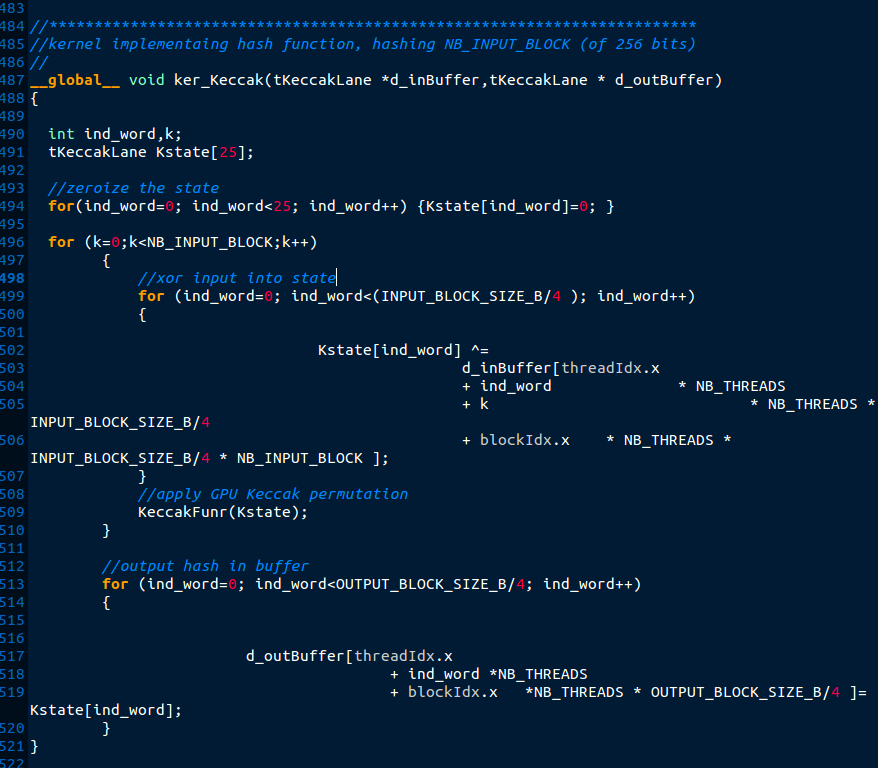 483
484 //************************************************************************
485 //kernel implementaing hash function, hashing NB_INPUT_BLOCK (of 256 bits)
486 //
487 __global__ void ker_Keccak(tKeccakLane *d_inBuffer,tKeccakLane * d_outBuffer)
488 {
489
490   int ind_word,k;
491   tKeccakLane Kstate[25];
492
493   //zeroize the state
494   for(ind_word=0; ind_word<25; ind_word++) {Kstate[ind_word]=0; }
495
496   for (k=0;k<NB_INPUT_BLOCK;k++)
497         {
498             //xor input into state
499             for (ind_word=0; ind_word<(INPUT_BLOCK_SIZE_B/4 ); ind_word++)
500             {
501
502                                 Kstate[ind_word] ^=
503                                                 d_inBuffer[threadIdx.x
504                                                 + ind_word              * NB_THREADS
505                                                 + k                             * NB_THREADS *
INPUT_BLOCK_SIZE_B/4
506                                                 + blockIdx.x    * NB_THREADS *
INPUT_BLOCK_SIZE_B/4 * NB_INPUT_BLOCK ];
507             }
508             //apply GPU Keccak permutation
509             KeccakFunr(Kstate);
510         }
511
512         //output hash in buffer
513         for (ind_word=0; ind_word<OUTPUT_BLOCK_SIZE_B/4; ind_word++)
514         {
515
516
517                         d_outBuffer[threadIdx.x
518                                         + ind_word *NB_THREADS
519                                         + blockIdx.x   *NB_THREADS * OUTPUT_BLOCK_SIZE_B/4 ]=
Kstate[ind_word];
520         }
521 }
522